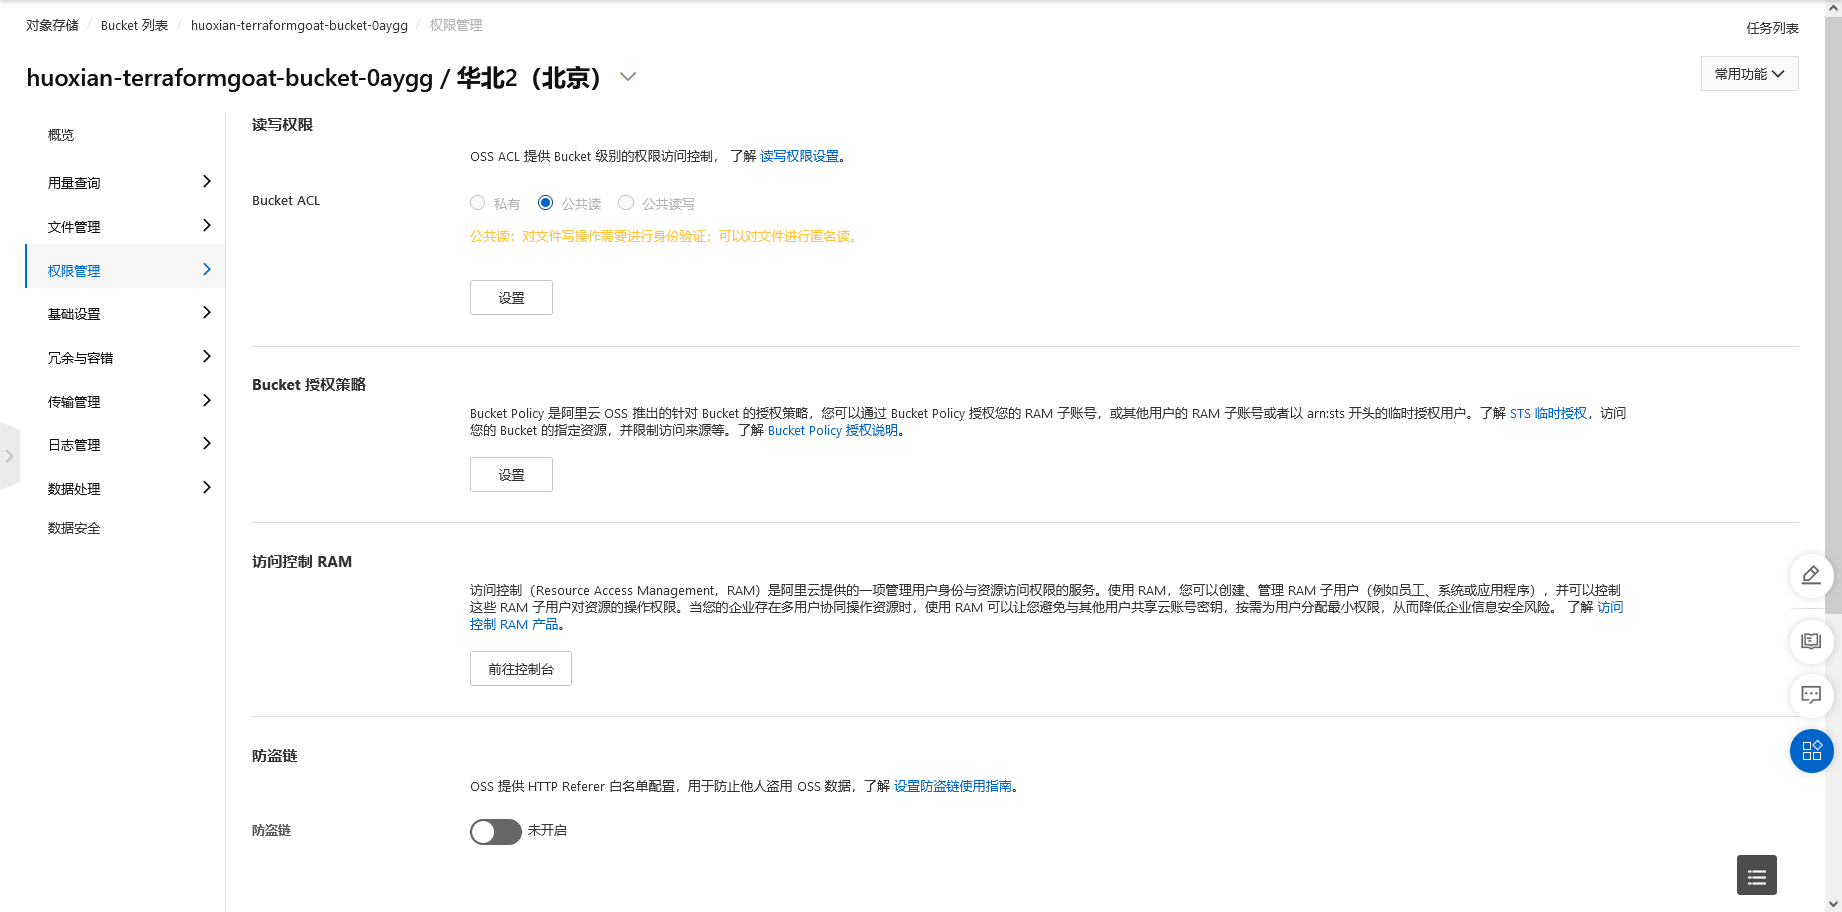 对象存储 / Bucket 列表 / huoxian-terraformgoat-bucket-0aygg / 权限管理
任务列表
huoxian-terraformgoat-bucket-0aygg / 华北2（北京）
常用功能
概览
用量查询
文件管理
权限管理
基础设置
冗余与容错
传输管理
日志管理
数据处理
数据安全
读写权限
OSS ACL 提供 Bucket 级别的权限访问控制， 了解 读写权限设置。
Bucket ACL
私有 公共读 公共读写
公共读：对文件写操作需要进行身份验证；可以对文件进行匿名读。
设置
Bucket 授权策略
Bucket Policy 是阿里云 OSS 推出的针对 Bucket 的授权策略，您可以通过 Bucket Policy 授权您的 RAM 子账号，或其他用户的 RAM 子账号或者以 arn:sts 开头的临时授权用户。了解 STS 临时授权，访问
您的 Bucket 的指定资源，并限制访问来源等。了解 Bucket Policy 授权说明。
设置
访问控制 RAM
访问控制（Resource Access Management，RAM）是阿里云提供的一项管理用户身份与资源访问权限的服务。使用 RAM，您可以创建、管理 RAM 子用户（例如员工、系统或应用程序），并可以控制
这些 RAM 子用户对资源的操作权限。当您的企业存在多用户协同操作资源时，使用 RAM 可以让您避免与其他用户共享云账号密钥，按需为用户分配最小权限，从而降低企业信息安全风险。 了解 访问
控制 RAM 产品。
前往控制台
防盗链
OSS 提供 HTTP Referer 白名单配置，用于防止他人盗用 OSS 数据，了解 设置防盗链使用指南。
防盗链
未开启